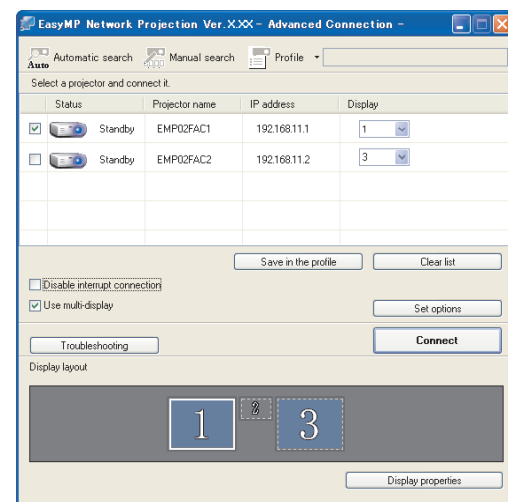 EasyMP Network Projection Ver.X.XX - Advanced Connection -
Auto Automatic search Manual search Profile
Select a projector and connect it.
Status Projector name IP address Display
Standby EMP02FAC1 192.168.11.1 1
Standby EMP02FAC2 192.168.11.2 3
Save in the profile Clear list
Disable interrupt connection
Use multi-display Set options
Troubleshooting Connect
Display layout
1 2 3
Display properties